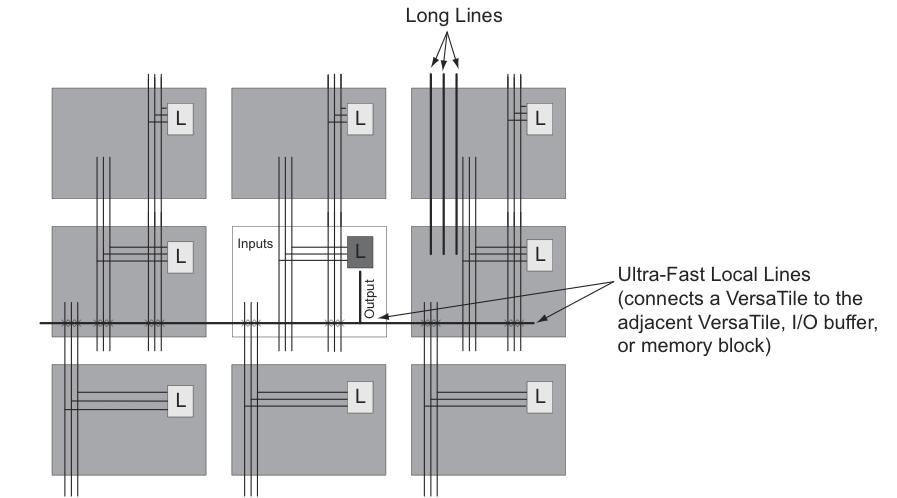 Long Lines
L
L
L
L
Inputs
L
L
Output
Ultra-Fast Local Lines
(connects a VersaTile to the
adjacent VersaTile, I/O buffer,
or memory block)
L
L
L